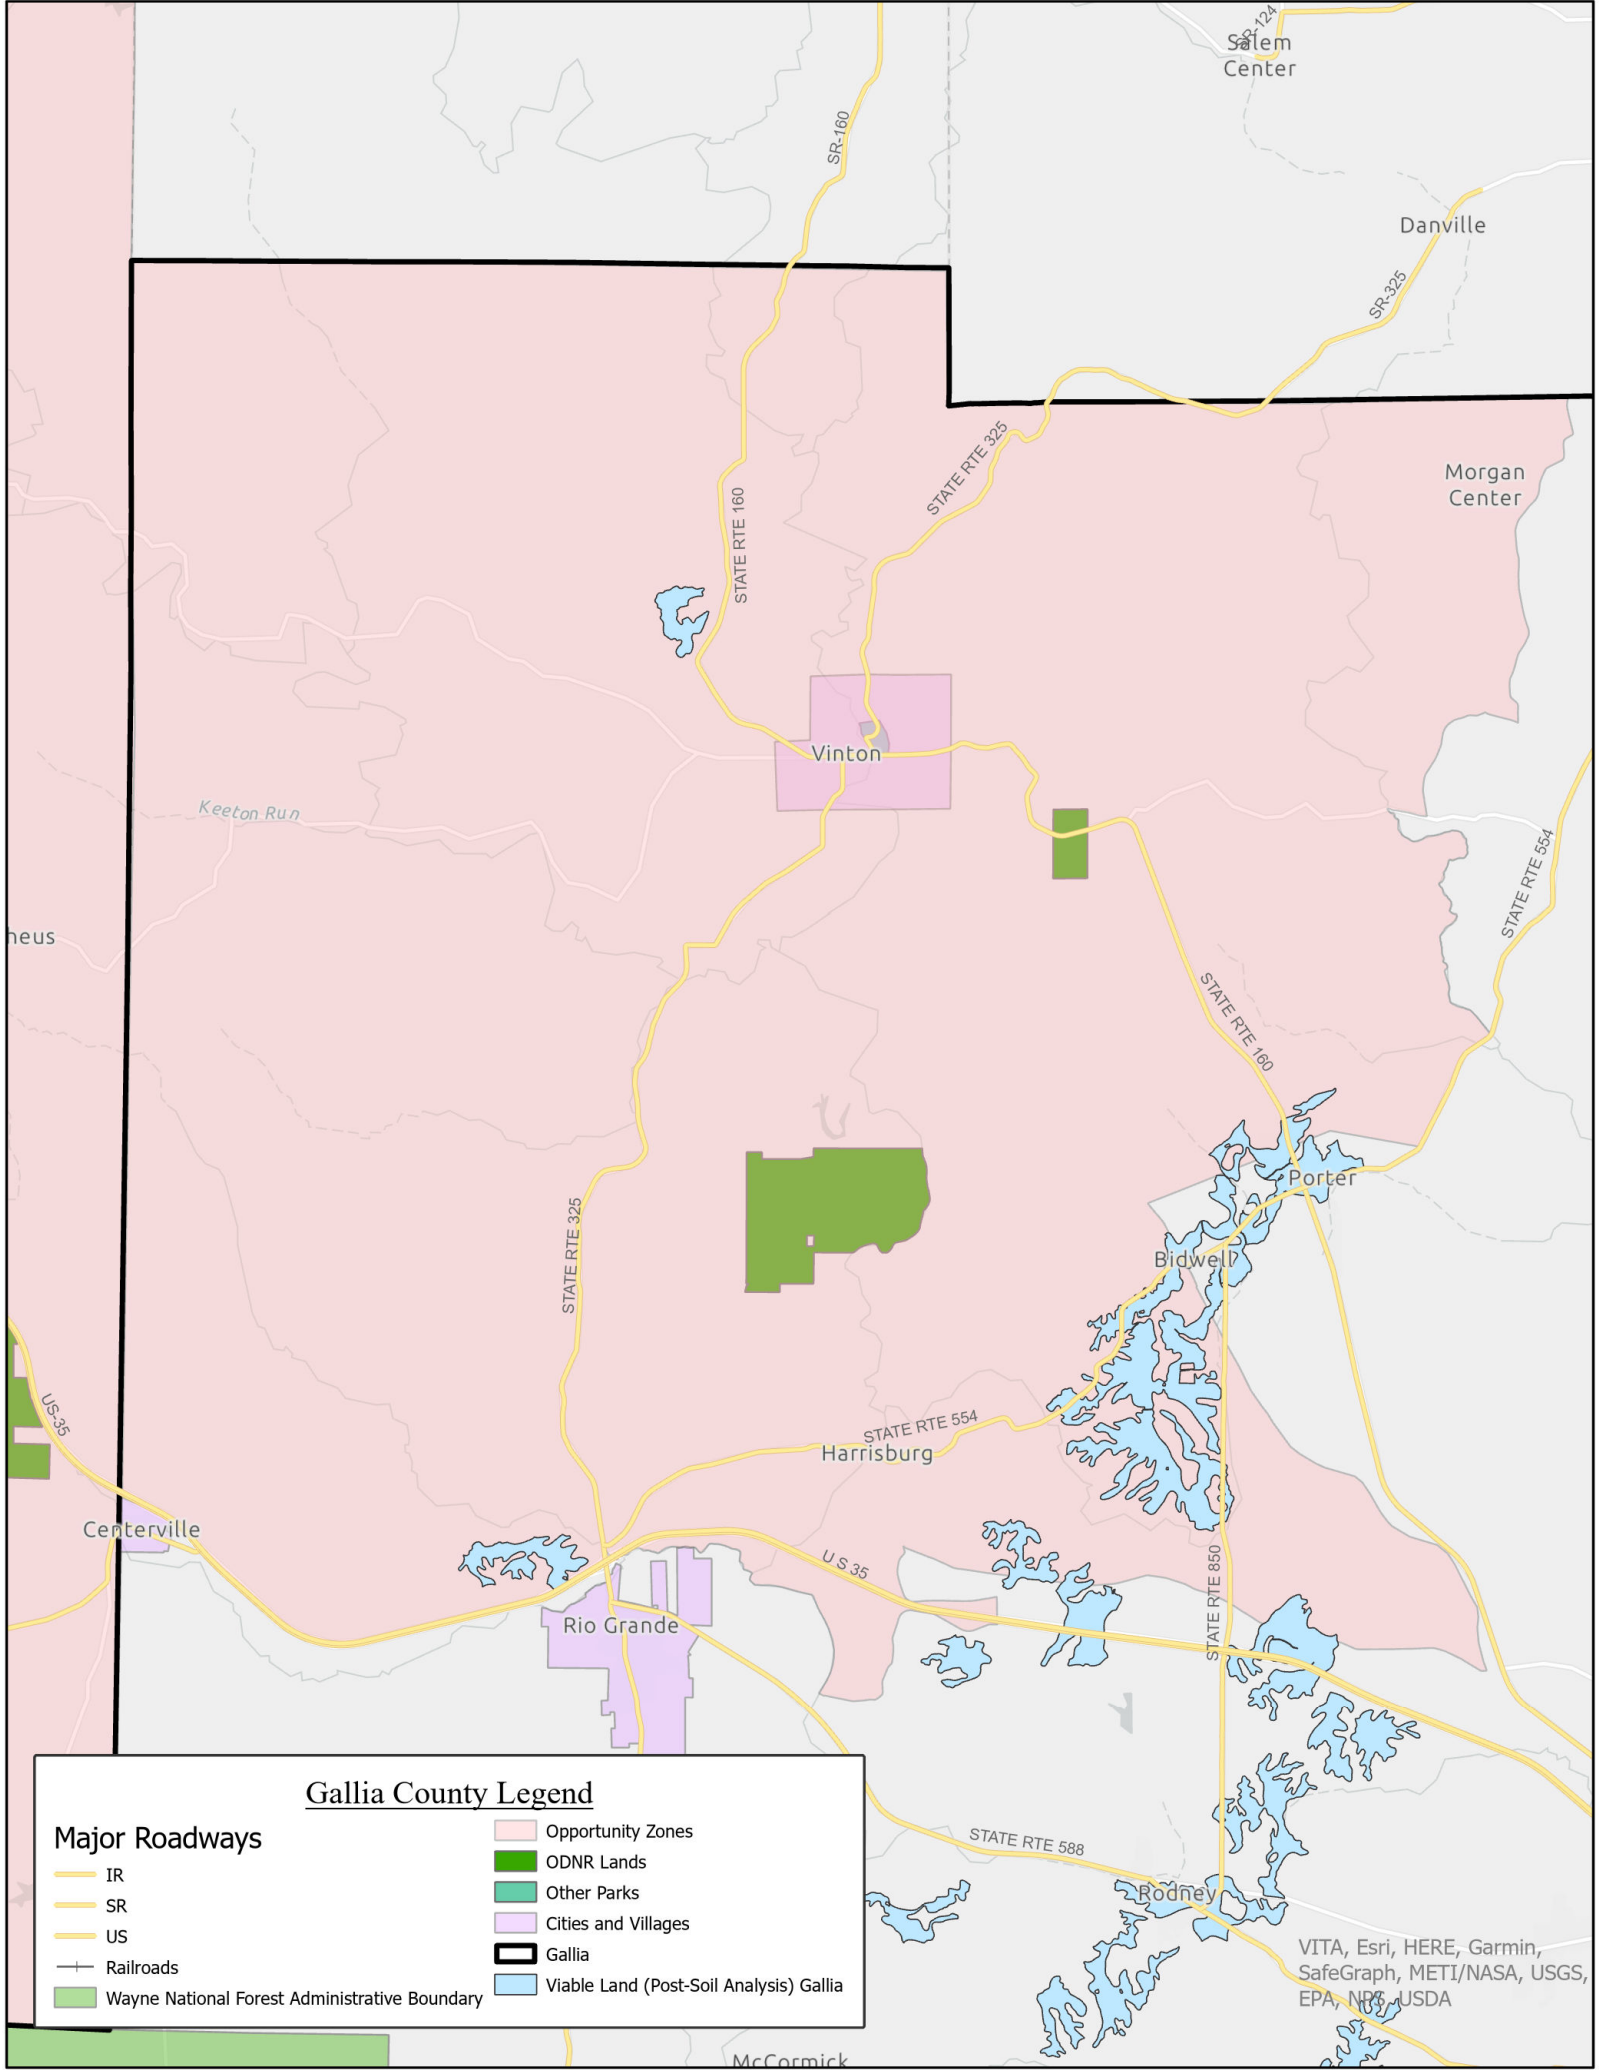 SR-124
Salem
Center
SR-160
Danville
SR-325
STATE RTE 325
Morgan
Center
STATE RTE 160
Vinton
Keeton Run
STATE RTE 554
heus
STATE RTE 160
Porter
STATE RTE 325
Bidwell
US-35
STATE RTE 554
Harrisburg
Centerville
U S 35
STATE RTE 850
Rio Grande
Gallia County Legend
Major Roadways
IR
SR
US
Railroads
Wayne National Forest Administrative Boundary
Opportunity Zones
ODNR Lands
Other Parks
Cities and Villages
Gallia
Viable Land (Post-Soil Analysis) Gallia
STATE RTE 588
Rodney
VITA, Esri, HERE, Garmin,
SafeGraph, METI/NASA, USGS,
EPA, NPS, USDA
McCormick